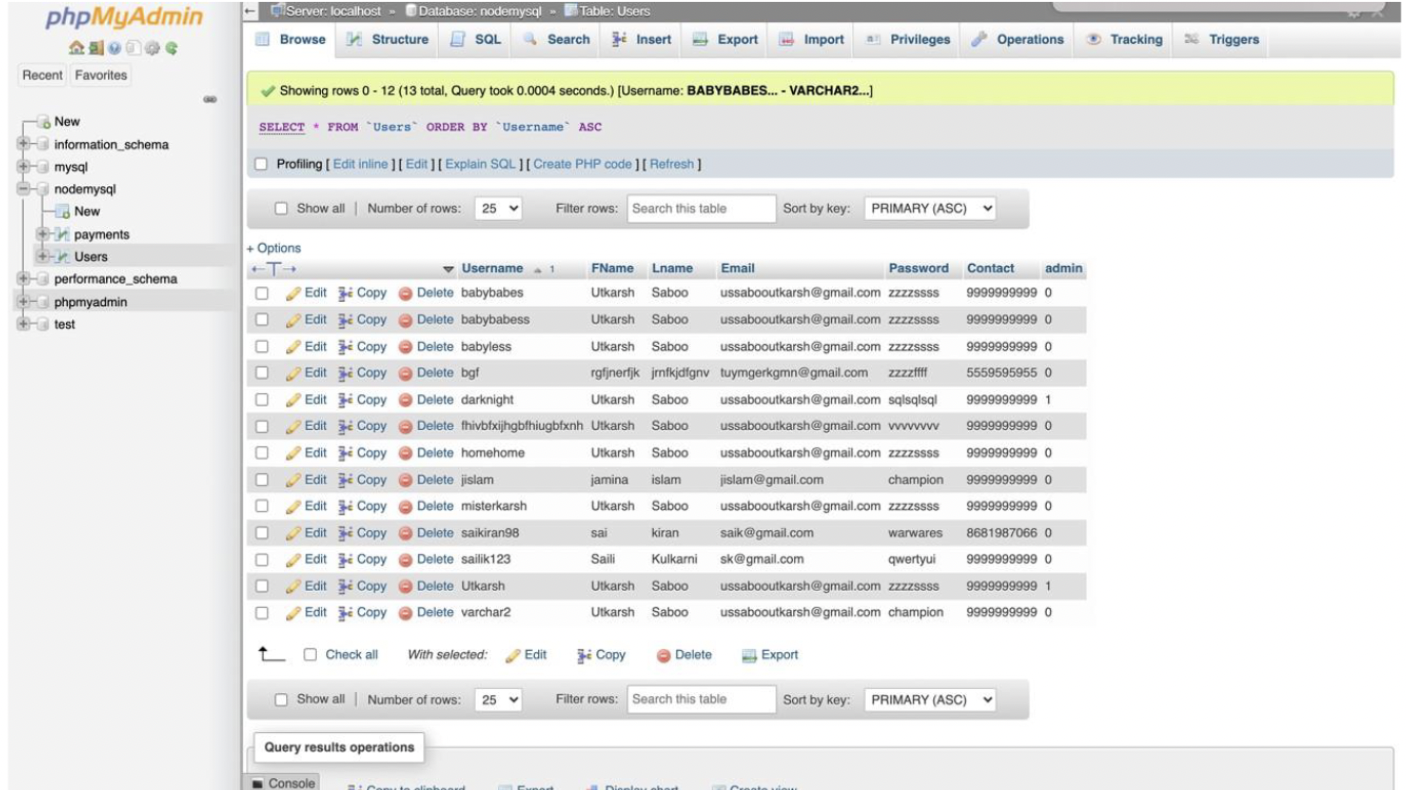 phpMyAdmin
Recent Favorites
New
information_schema
mysql
nodemysql
New
payments
Users
performance_schema
phpmyadmin
test
Server: localhost » Database: nodemysql » Table: Users
Browse Structure SQL Search Insert Export Import Privileges Operations Tracking Triggers
Showing rows 0 - 12 (13 total, Query took 0.0004 seconds.) [Username: BABYBABES... - VARCHAR2...]
SELECT * FROM `Users` ORDER BY `Username` ASC
Profiling [ Edit inline ] [ Edit ] [ Explain SQL ] [ Create PHP code ] [ Refresh ]
Show all | Number of rows: 25 Filter rows: Search this table Sort by key: PRIMARY (ASC)
+ Options
←T→ Username 1 FName Lname Email Password Contact admin
Edit Copy Delete babybabes Utkarsh Saboo ussabooutkarsh@gmail.com zzzzssss 9999999999 0
Edit Copy Delete babybabess Utkarsh Saboo ussabooutkarsh@gmail.com zzzzssss 9999999999 0
Edit Copy Delete babyless Utkarsh Saboo ussabooutkarsh@gmail.com zzzzssss 9999999999 0
Edit Copy Delete bgf rgfjnerfjk jrnfkjdfgnv tuymgerkgmn@gmail.com zzzzffff 5559595955 0
Edit Copy Delete darknight Utkarsh Saboo ussabooutkarsh@gmail.com sqlsqlsql 9999999999 1
Edit Copy Delete fhivbfxijhgbfhiugbfxnh Utkarsh Saboo ussabooutkarsh@gmail.com vvvvvvvv 9999999999 0
Edit Copy Delete homehome Utkarsh Saboo ussabooutkarsh@gmail.com zzzzssss 9999999999 0
Edit Copy Delete jislam jamina islam jislam@gmail.com champion 9999999999 0
Edit Copy Delete misterkarsh Utkarsh Saboo ussabooutkarsh@gmail.com zzzzssss 9999999999 0
Edit Copy Delete saikiran98 sai kiran saik@gmail.com warwares 8681987066 0
Edit Copy Delete sailik123 Saili Kulkarni sk@gmail.com qwertyui 9999999999 0
Edit Copy Delete Utkarsh Utkarsh Saboo ussabooutkarsh@gmail.com zzzzssss 9999999999 1
Edit Copy Delete varchar2 Utkarsh Saboo ussabooutkarsh@gmail.com champion 9999999999 0
Check all With selected: Edit Copy Delete Export
Show all | Number of rows: 25 Filter rows: Search this table Sort by key: PRIMARY (ASC)
Query results operations
Console
Copy to clipboard Export Display chart Create view